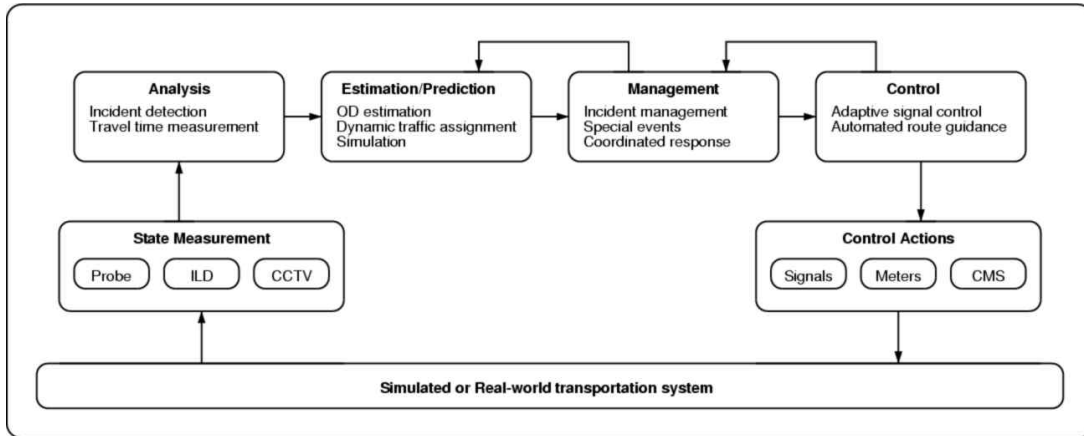 Analysis
Incident detection
Travel time measurement
Estimation/Prediction
OD estimation
Dynamic traffic assignment
Simulation
Management
Incident management
Special events
Coordinated response
Control
Adaptive signal control
Automated route guidance
State Measurement
Probe
ILD
CCTV
Control Actions
Signals
Meters
CMS
Simulated or Real-world transportation system